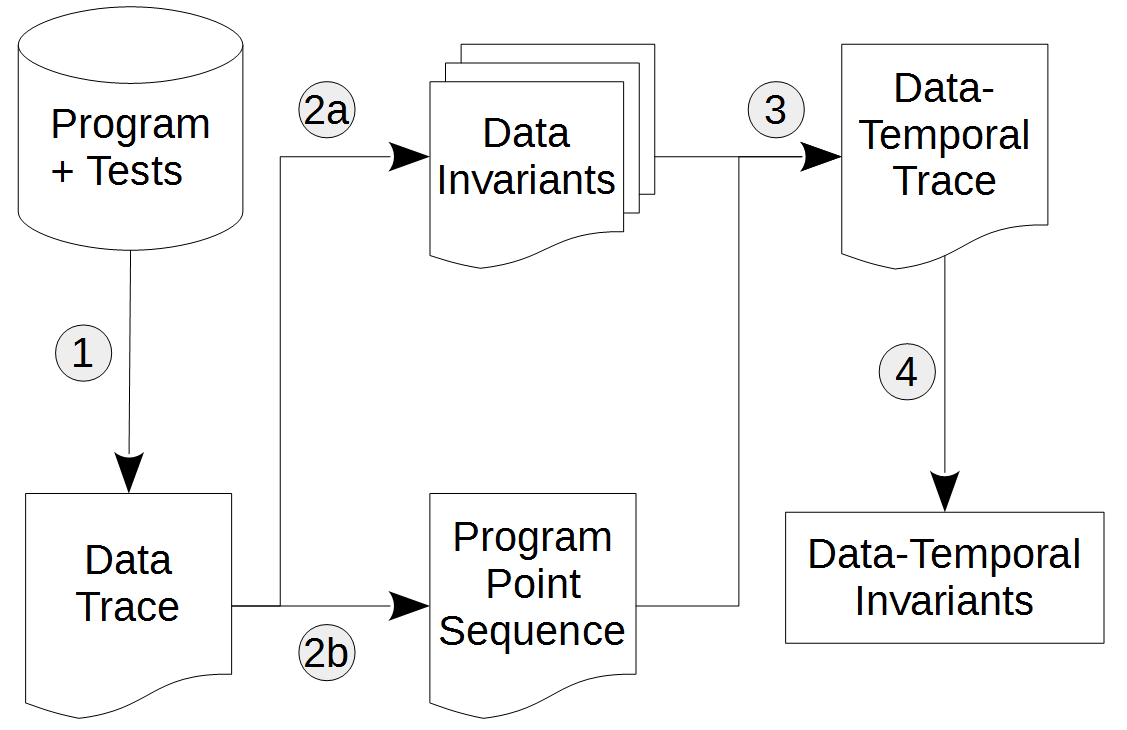 Program
+ Tests
1
Data
Trace
2a
Data
Invariants
2b
Program
Point
Sequence
3
Data-
Temporal
Trace
4
Data-Temporal
Invariants